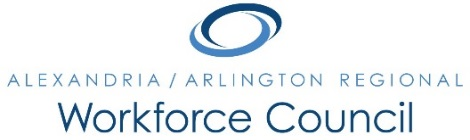 ALEXANDRIA / ARLINGTON REGIONAL
Workforce Council